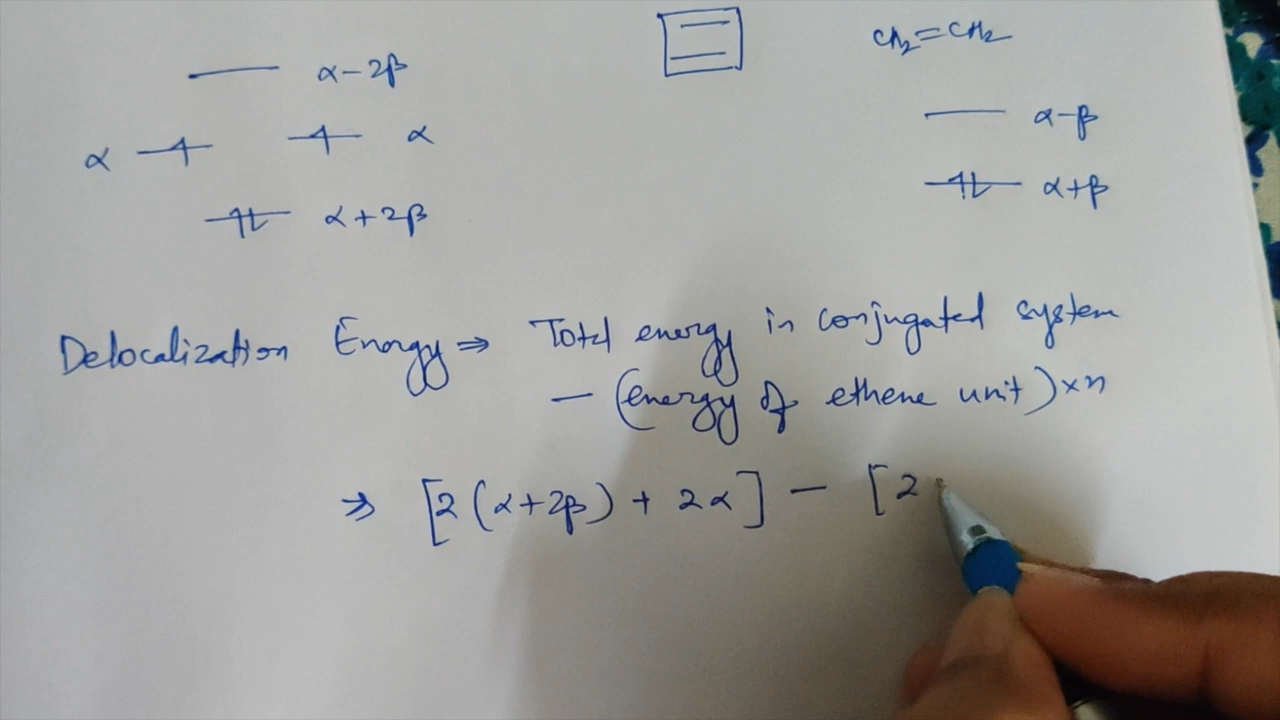 CH₂=CH₂
α-2β
α α
α+2β
α-β
α+β
Delocalization Energy ⇒ Total energy in conjugated system
- (energy of ethene unit) × n
⇒ [2(α+2β) + 2α] - [2